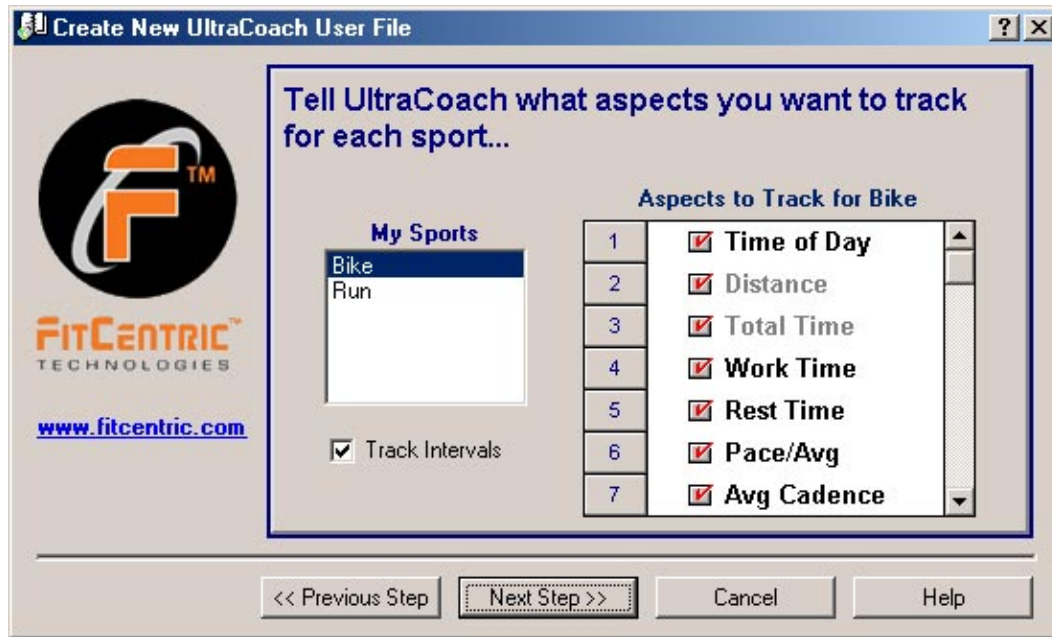 Create New UltraCoach User File
Tell UltraCoach what aspects you want to track
for each sport...
F™
FITCENTRIC™
TECHNOLOGIES
www.fitcentric.com
My Sports
Bike
Run
Track Intervals
Aspects to Track for Bike
1 Time of Day
2 Distance
3 Total Time
4 Work Time
5 Rest Time
6 Pace/Avg
7 Avg Cadence
<< Previous Step
Next Step >>
Cancel
Help